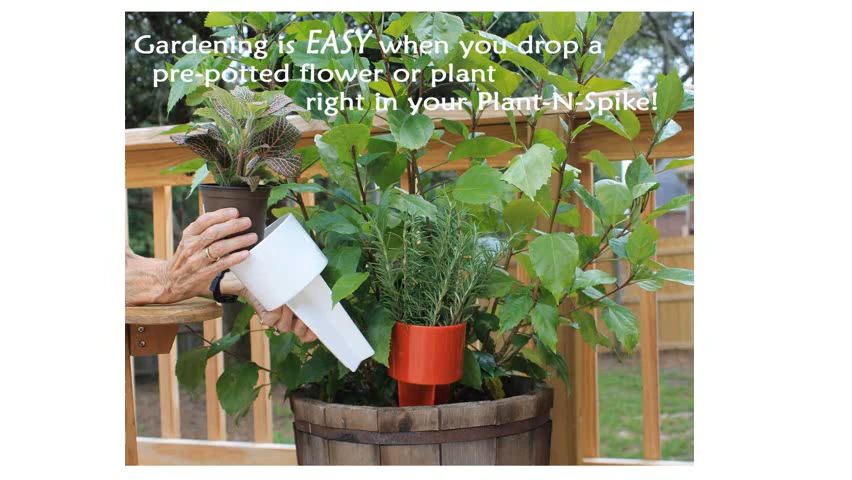 Gardening is EASY when you drop a
pre-potted flower or plant
right in your Plant-N-Spike!